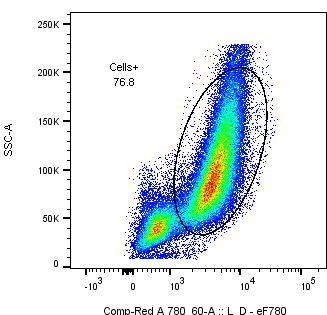 250K
Cells+
76.8
200K
150K
SSC-A
100K
50K
0
-10³ 0 10³ 10⁴ 10⁵
Comp-Red A 780_60-A :: L_D - eF780